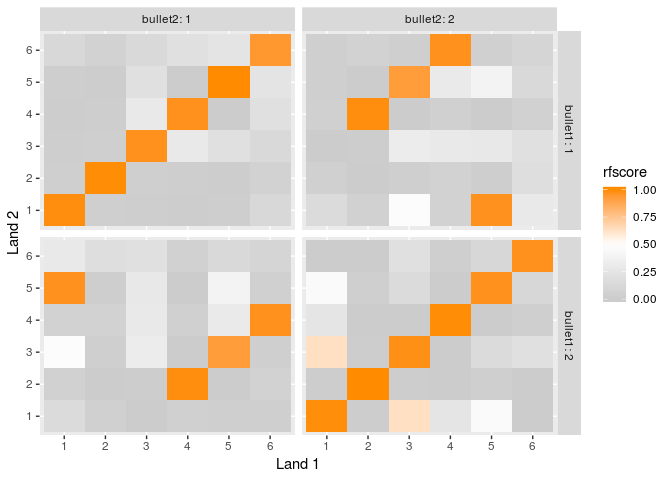 bullet2: 1
bullet2: 2
6
5
4
3
2
1
bullet1: 1
6
5
4
3
2
1
bullet1: 2
1 2 3 4 5 6
1 2 3 4 5 6
Land 1
Land 2
rfscore
1.00
0.75
0.50
0.25
0.00